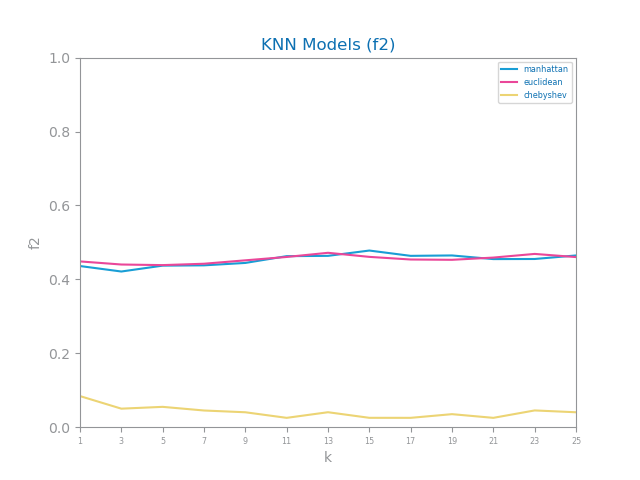 KNN Models (f2)
1.0
0.8
0.6
0.4
0.2
0.0
f2
manhattan
euclidean
chebyshev
1 3 5 7 9 11 13 15 17 19 21 23 25
k